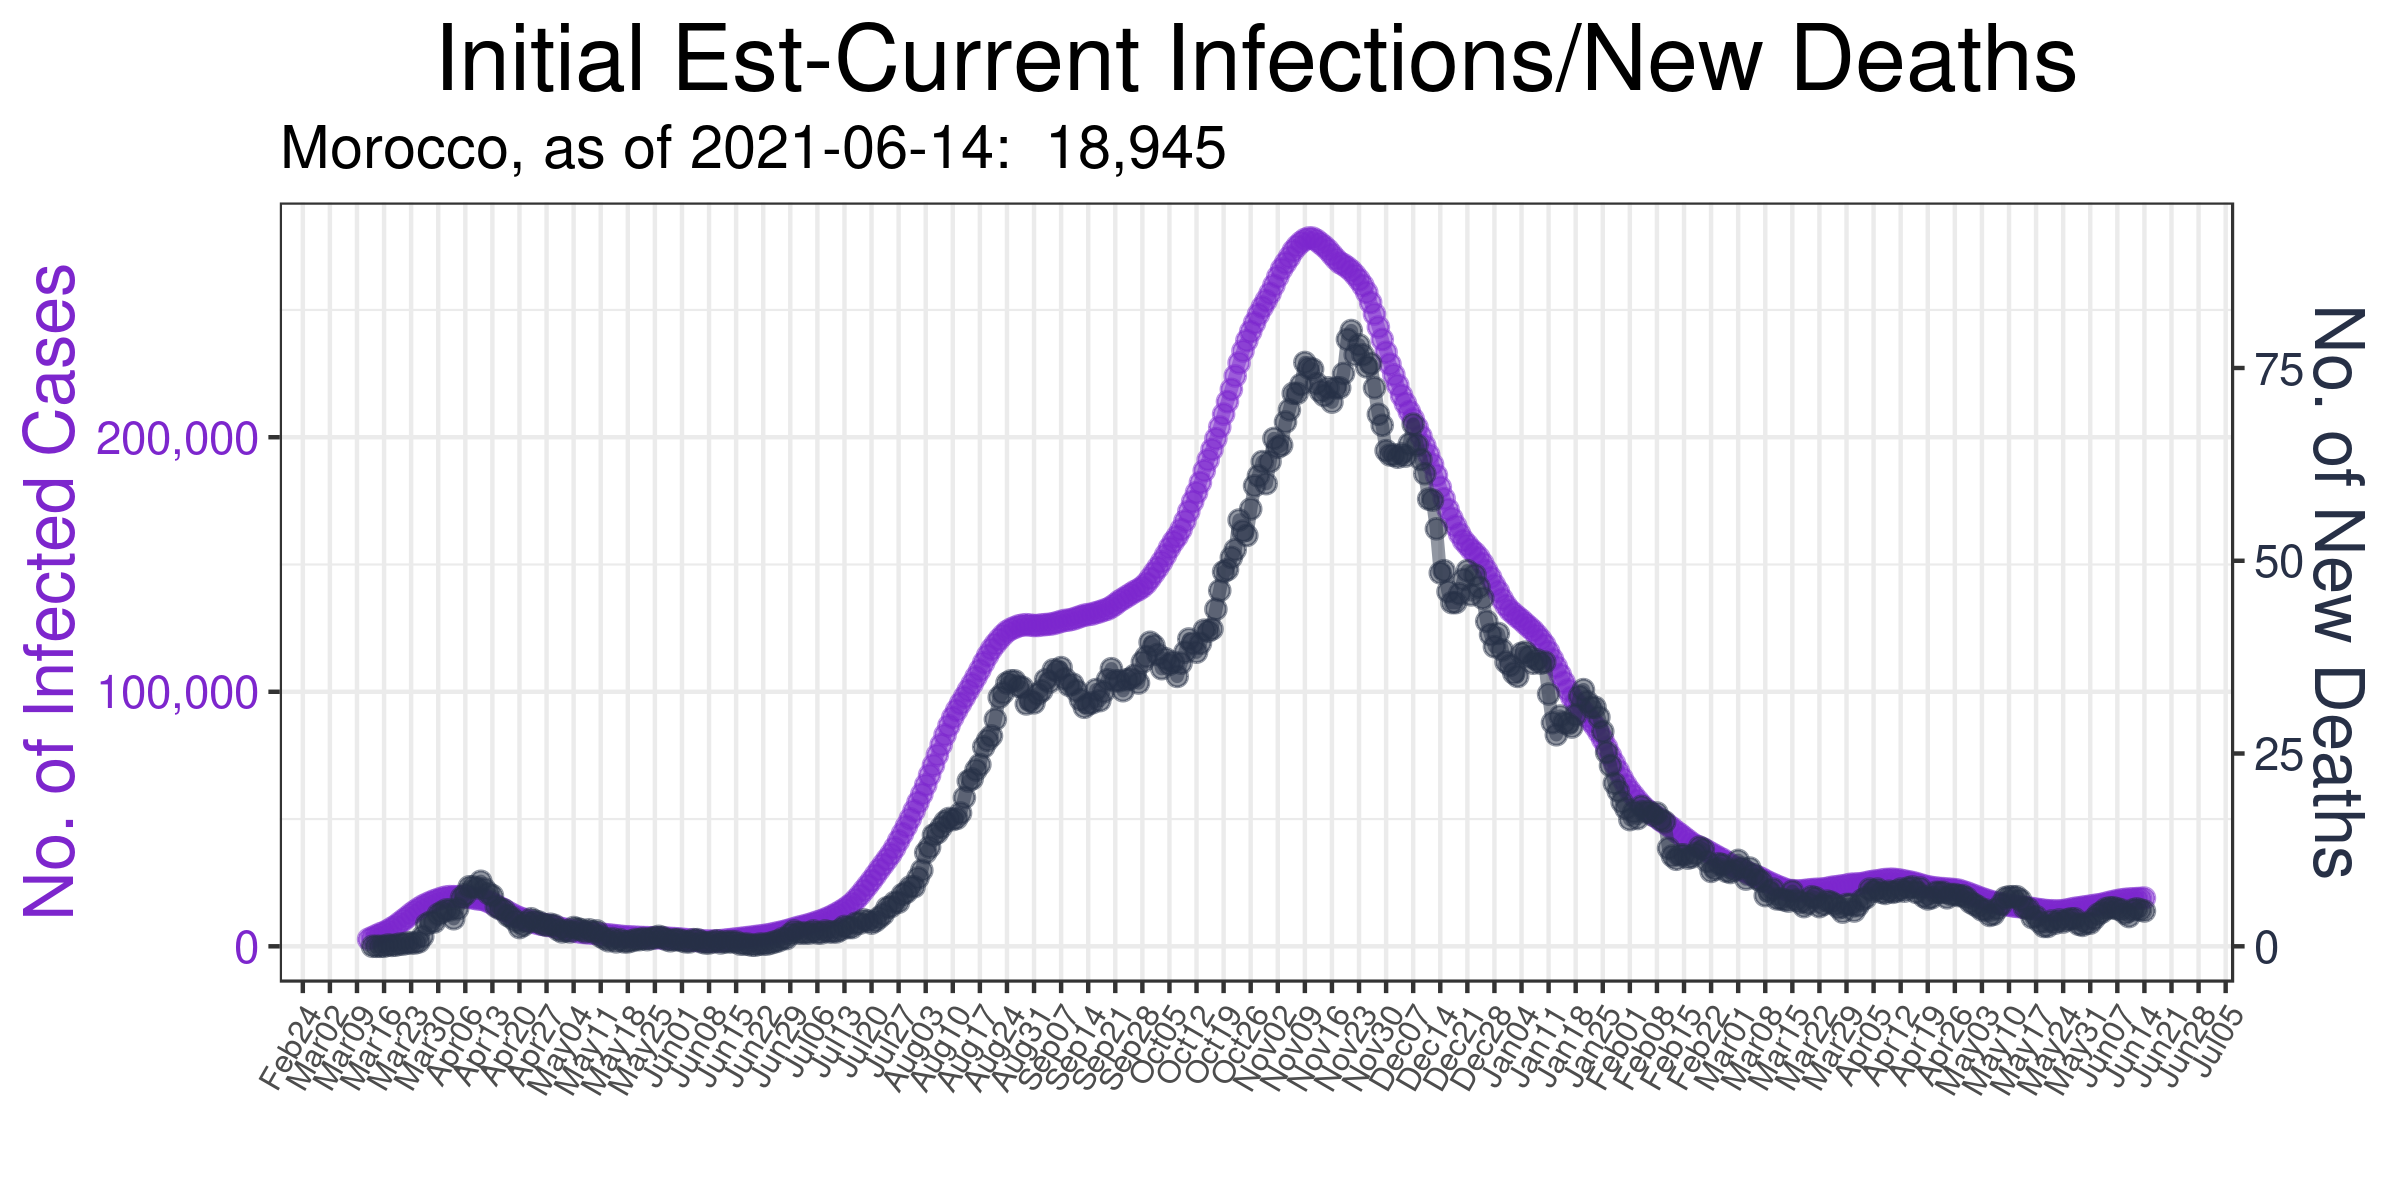 Initial Est-Current Infections/New Deaths
Morocco, as of 2021-06-14:  18,945
No. of Infected Cases
200,000
100,000
0
No. of New Deaths
75
50
25
0
Feb24
Mar02
Mar09
Mar16
Mar23
Mar30
Apr06
Apr13
Apr20
Apr27
May04
May11
May18
May25
Jun01
Jun08
Jun15
Jun22
Jun29
Jul06
Jul13
Jul20
Jul27
Aug03
Aug10
Aug17
Aug24
Aug31
Sep07
Sep14
Sep21
Sep28
Oct05
Oct12
Oct19
Oct26
Nov02
Nov09
Nov16
Nov23
Nov30
Dec07
Dec14
Dec21
Dec28
Jan04
Jan11
Jan18
Jan25
Feb01
Feb08
Feb15
Feb22
Mar01
Mar08
Mar15
Mar22
Mar29
Apr05
Apr12
Apr19
Apr26
May03
May10
May17
May24
May31
Jun07
Jun14
Jun21
Jun28
Jul05